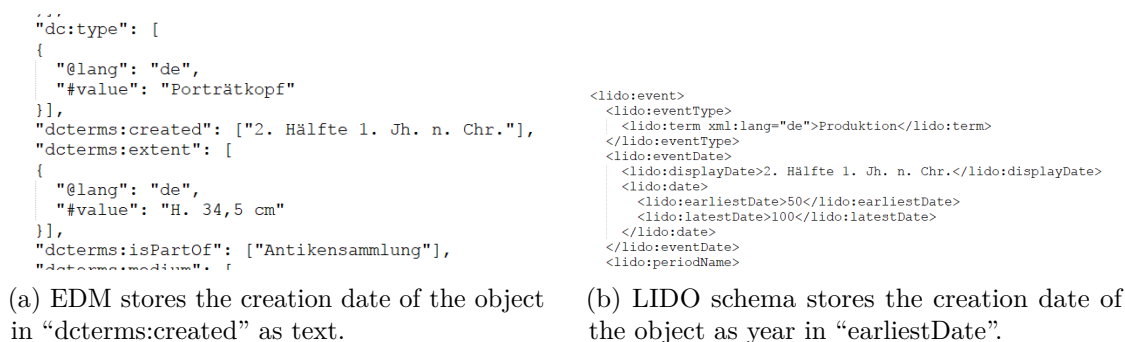 }],
"dc:type": [
{
"@lang": "de",
"#value": "Porträtkopf"
}],
"dcterms:created": ["2. Hälfte 1. Jh. n. Chr."],
"dcterms:extent": [
{
"@lang": "de",
"#value": "H. 34,5 cm"
}],
"dcterms:isPartOf": ["Antikensammlung"],
"dcterms:medium": [
(a) EDM stores the creation date of the object
in “dcterms:created” as text.
<lido:event>
<lido:eventType>
<lido:term xml:lang="de">Produktion</lido:term>
</lido:eventType>
<lido:eventDate>
<lido:displayDate>2. Hälfte 1. Jh. n. Chr.</lido:displayDate>
<lido:date>
<lido:earliestDate>50</lido:earliestDate>
<lido:latestDate>100</lido:latestDate>
</lido:date>
</lido:eventDate>
<lido:periodName>
(b) LIDO schema stores the creation date of
the object as year in “earliestDate”.